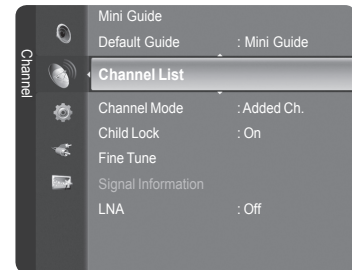 Channel
Mini Guide
Default Guide : Mini Guide
Channel List
Channel Mode : Added Ch.
Child Lock : On
Fine Tune
Signal Information
LNA : Off